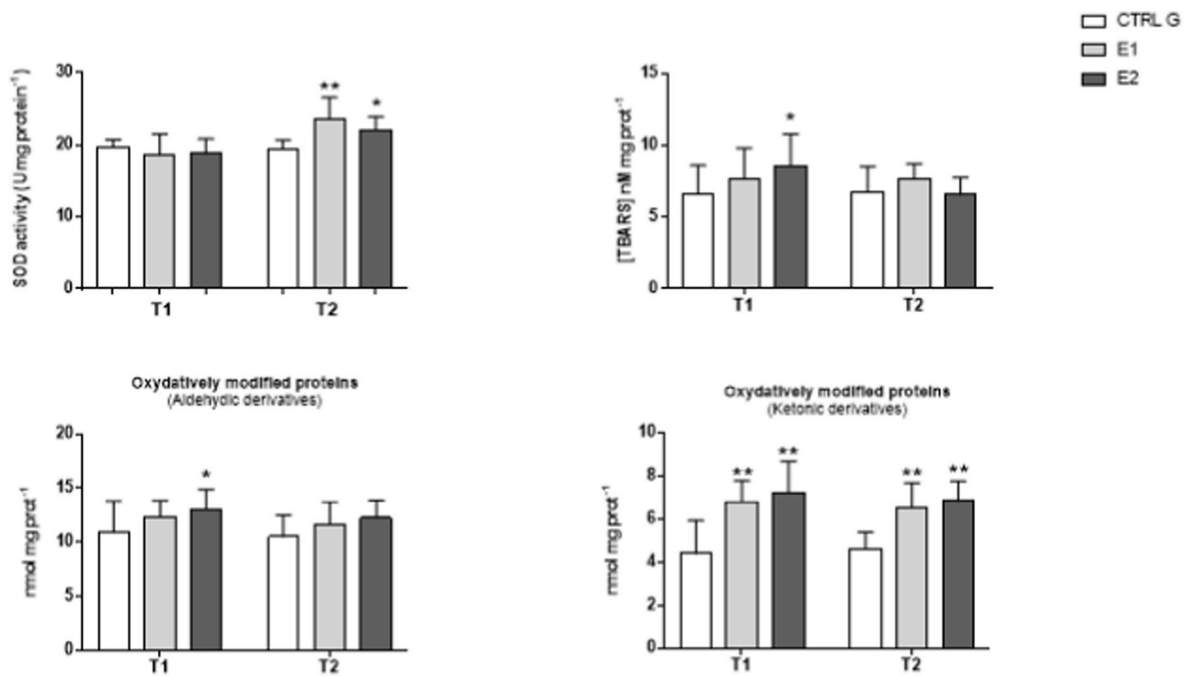 CTRL G
E1
E2
SOD activity (U mg protein⁻¹)
30
20
10
0
**
*
T1
T2
[TBARS] nM mg prot⁻¹
15
10
5
0
*
T1
T2
Oxydatively modified proteins
(Aldehydic derivatives)
nmol mg prot⁻¹
20
15
10
5
0
*
T1
T2
Oxydatively modified proteins
(Ketonic derivatives)
nmol mg prot⁻¹
10
8
6
4
2
0
**
**
**
**
T1
T2